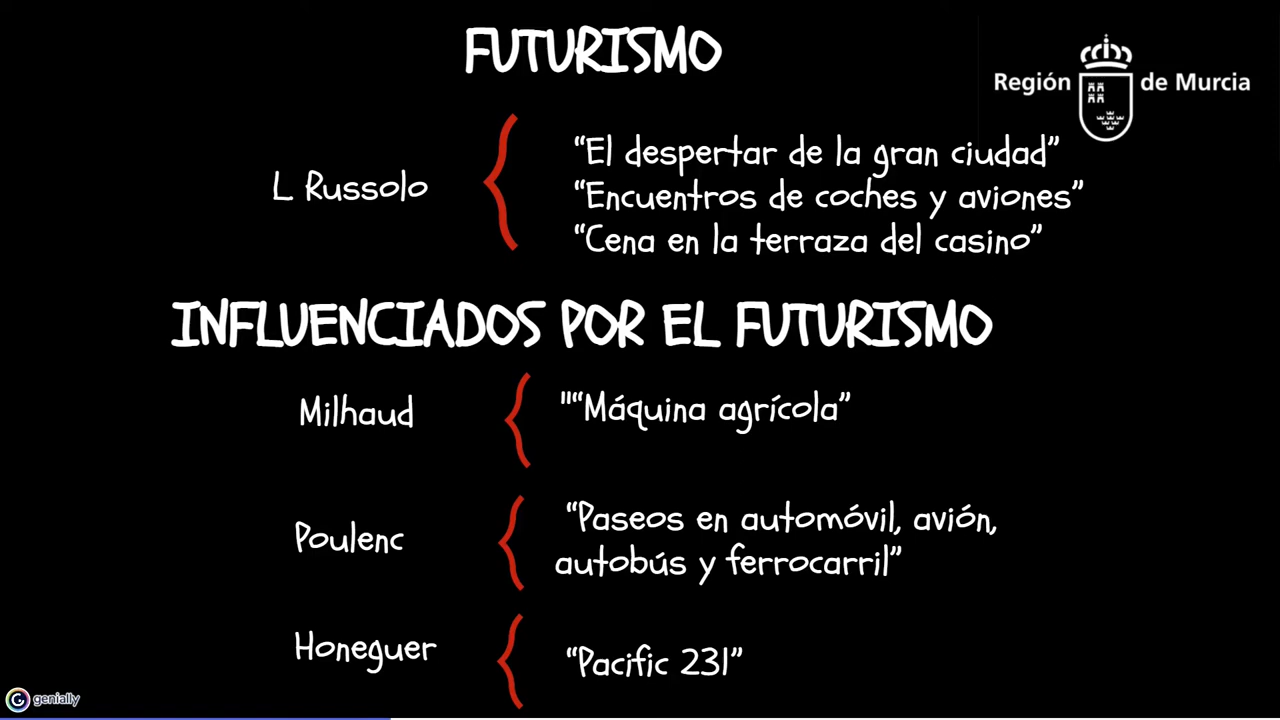 FUTURISMO
Región de Murcia
L Russolo
“El despertar de la gran ciudad”
“Encuentros de coches y aviones”
“Cena en la terraza del casino”
INFLUENCIADOS POR EL FUTURISMO
Milhaud
"“Máquina agrícola”
Poulenc
“Paseos en automóvil, avión,
autobús y ferrocarril”
Honeguer
“Pacific 231”
genially